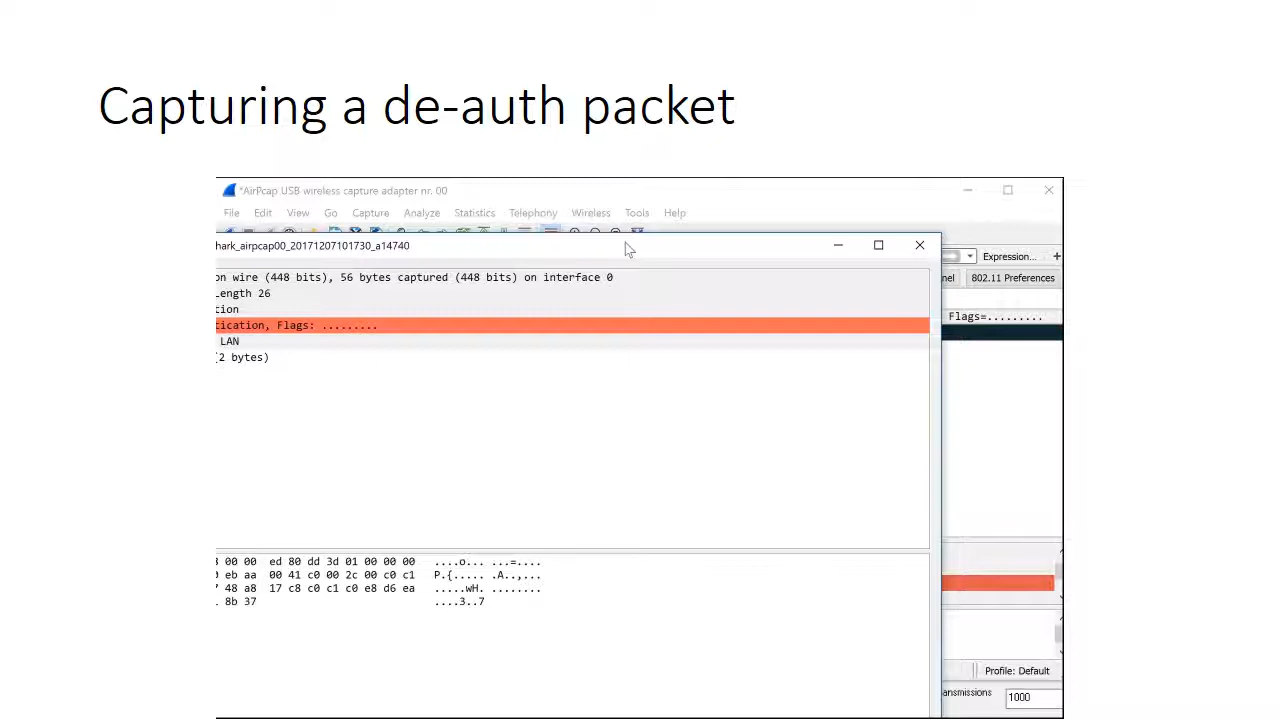 Capturing a de-auth packet
*AirPcap USB wireless capture adapter nr. 00
File Edit View Go Capture Analyze Statistics Telephony Wireless Tools Help
hark_airpcap00_20171207101730_a14740
Expression... +
nel 802.11 Preferences
on wire (448 bits), 56 bytes captured (448 bits) on interface 0
Length 26
tion
Flags=.........
tication, Flags: .........
LAN
(2 bytes)
00 00 ed 80 dd 3d 01 00 00 00 ....o... ...=....
eb aa 00 41 c0 00 2c 00 c0 c1 P.{..... .A..,...
48 a8 17 c8 c0 c1 c0 e8 d6 ea .....wH. ........
8b 37 ....3..7
Profile: Default
ansmissions 1000